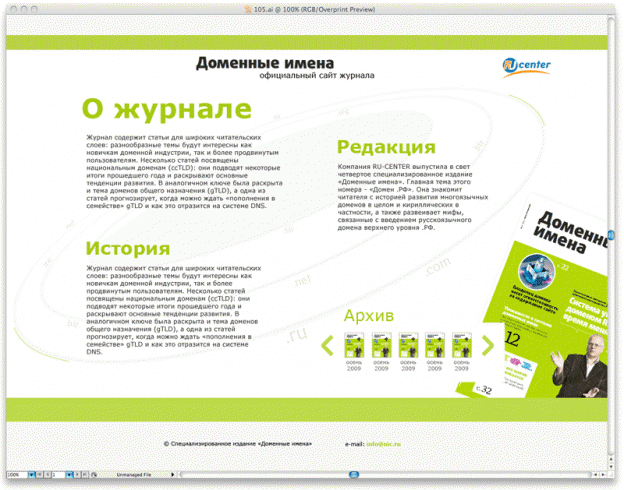 105.ai @ 100% (RGB/Overprint Preview)
Доменные имена
официальный сайт журнала
RU center
О журнале
Журнал содержит статьи для широких читательских
слоев: разнообразные темы будут интересны как
новичкам доменной индустрии, так и более продвинутым
пользователям. Несколько статей посвящены
национальным доменам (ccTLD): они подводят некоторые
итоги прошедшего года и раскрывают основные
тенденции развития. В аналогичном ключе была раскрыта
и тема доменов общего назначения (gTLD), а одна из
статей прогнозирует, когда можно ждать «пополнения в
семействе» gTLD и как это отразится на системе DNS.
Редакция
Компания RU-CENTER выпустила в свет
четвертое специализированное издание
«Доменные имена». Главная тема этого
номера - «Домен .РФ». Она знакомит
читателя с историей развития многоязычных
доменов в целом и кириллических в
частности, а также развеивает мифы,
связанные с введением русскоязычного
домена верхнего уровня .РФ.
История
Журнал содержит статьи для широких читательских
слоев: разнообразные темы будут интересны как
новичкам доменной индустрии, так и более
продвинутым пользователям. Несколько статей
посвящены национальным доменам (ccTLD): они
подводят некоторые итоги прошедшего года и
раскрывают основные тенденции развития. В
аналогичном ключе была раскрыта и тема доменов
общего назначения (gTLD), а одна из статей
прогнозирует, когда можно ждать «пополнения в
семействе» gTLD и как это отразится на системе
DNS.
.net
.com
.ru
Доменны
имена
с.32
12
с.32
Архив
осень 2009
осень 2009
осень 2009
осень 2009
осень 2009
© Специализированное издание «Доменные имена»
e-mail: info@nic.ru
100%
1
Unmanaged File